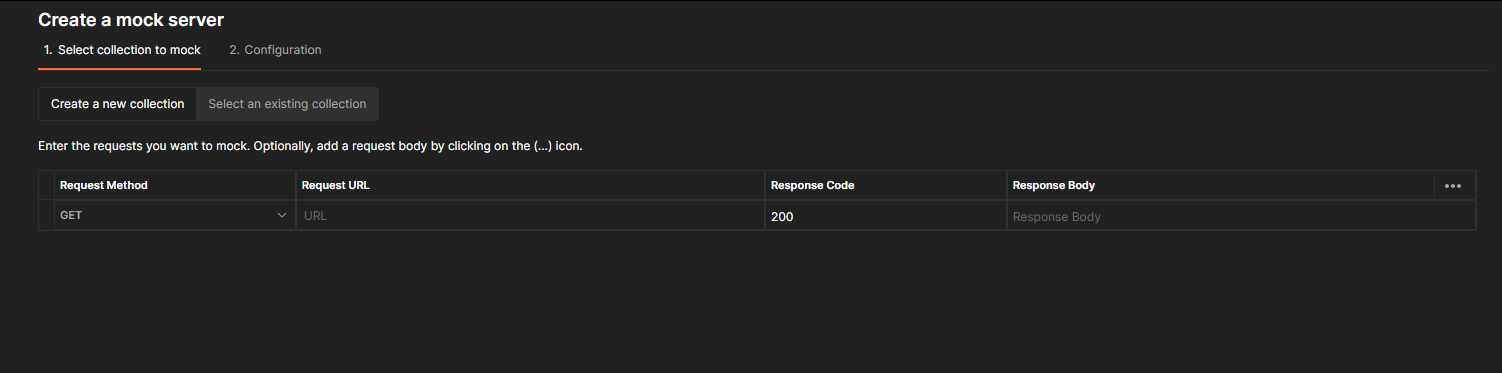 Create a mock server
1. Select collection to mock 2. Configuration
Create a new collection Select an existing collection
Enter the requests you want to mock. Optionally, add a request body by clicking on the (...) icon.
Request Method Request URL Response Code Response Body •••
GET URL 200 Response Body